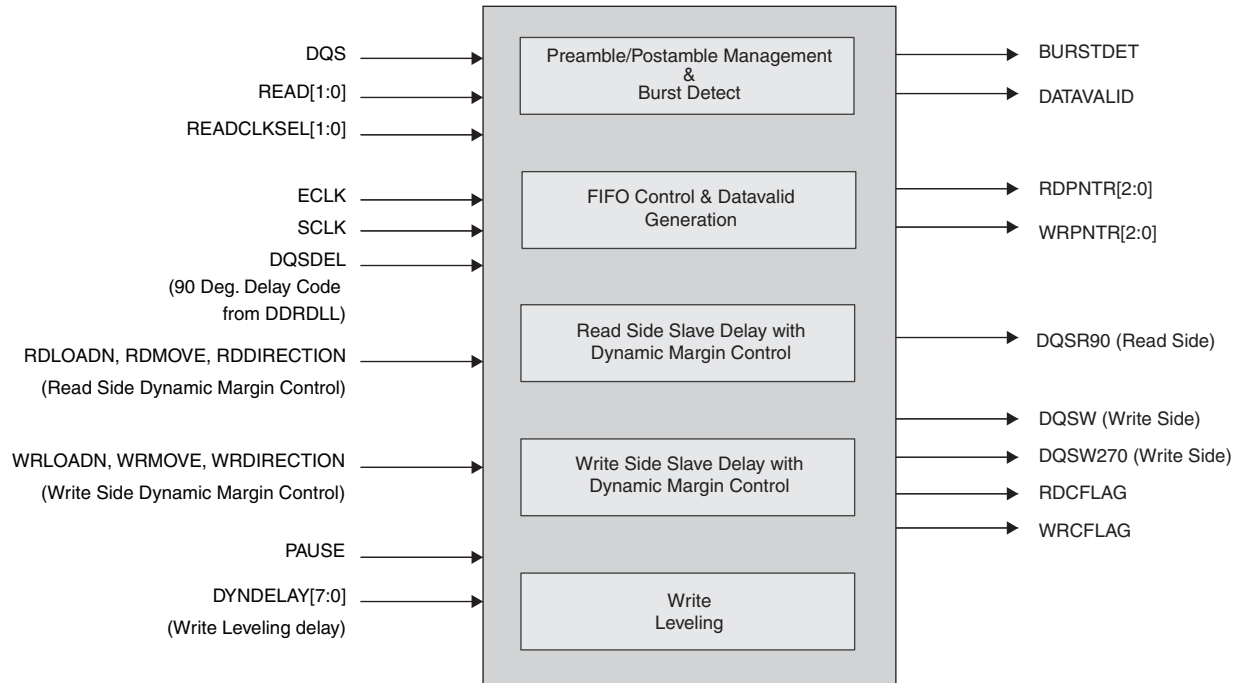 DQS
READ[1:0]
READCLKSEL[1:0]
ECLK
SCLK
DQSDEL
(90 Deg. Delay Code
from DDRDLL)
RDLOADN, RDMOVE, RDDIRECTION
(Read Side Dynamic Margin Control)
WRLOADN, WRMOVE, WRDIRECTION
(Write Side Dynamic Margin Control)
PAUSE
DYNDELAY[7:0]
(Write Leveling delay)
Preamble/Postamble Management
&
Burst Detect
FIFO Control & Datavalid
Generation
Read Side Slave Delay with
Dynamic Margin Control
Write Side Slave Delay with
Dynamic Margin Control
Write
Leveling
BURSTDET
DATAVALID
RDPNTR[2:0]
WRPNTR[2:0]
DQSR90 (Read Side)
DQSW (Write Side)
DQSW270 (Write Side)
RDCFLAG
WRCFLAG